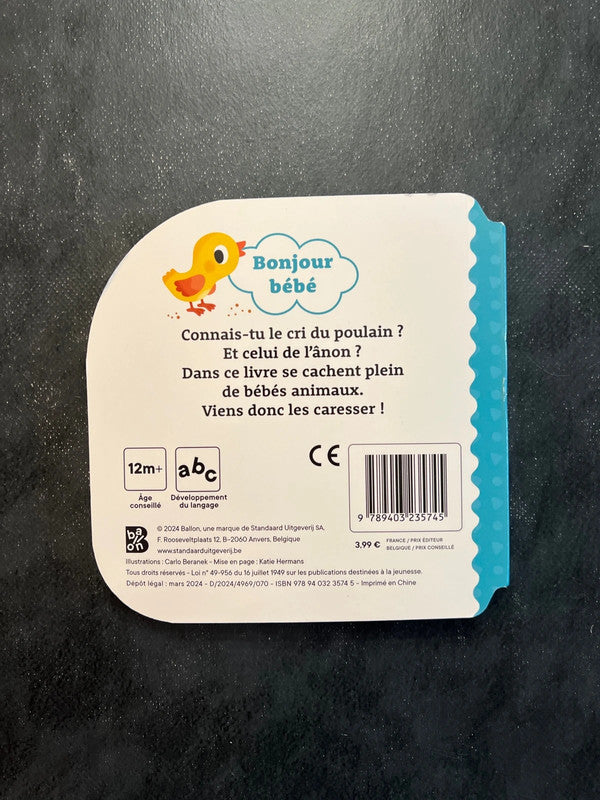 Bonjour
bébé
Connais-tu le cri du poulain ?
Et celui de l'ânon ?
Dans ce livre se cachent plein
de bébés animaux.
Viens donc les caresser !
12m+
abc
Âge
conseillé
Développement
du langage
CE
9 789403 235745
3,99 €
FRANCE / PRIX ÉDITEUR
BELGIQUE / PRIX CONSEILLÉ
ballon
© 2024 Ballon, une marque de Standaard Uitgeverij SA,
F. Rooseveltplaats 12, B-2060 Anvers, Belgique
www.standaarduitgeverij.be
Illustrations : Carlo Beranek - Mise en page : Katie Hermans
Tous droits réservés - Loi n° 49-956 du 16 juillet 1949 sur les publications destinées à la jeunesse.
Dépôt légal : mars 2024 - D/2024/4969/070 - ISBN 978 94 032 3574 5 - Imprimé en Chine